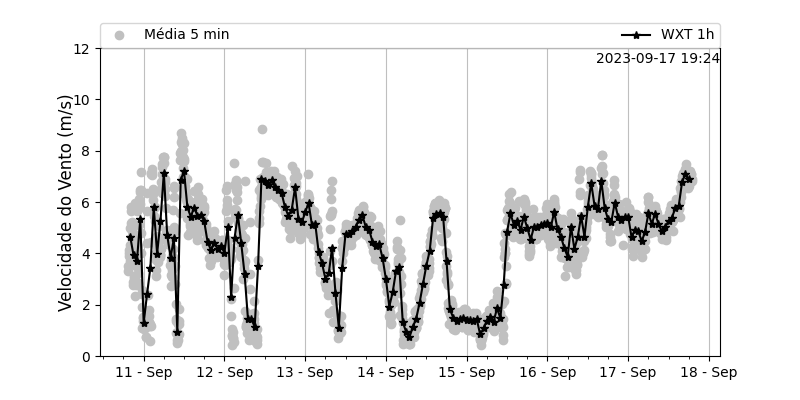 Média 5 min
WXT 1h
2023-09-17 19:24
Velocidade do Vento (m/s)
12
10
8
6
4
2
0
11 - Sep
12 - Sep
13 - Sep
14 - Sep
15 - Sep
16 - Sep
17 - Sep
18 - Sep